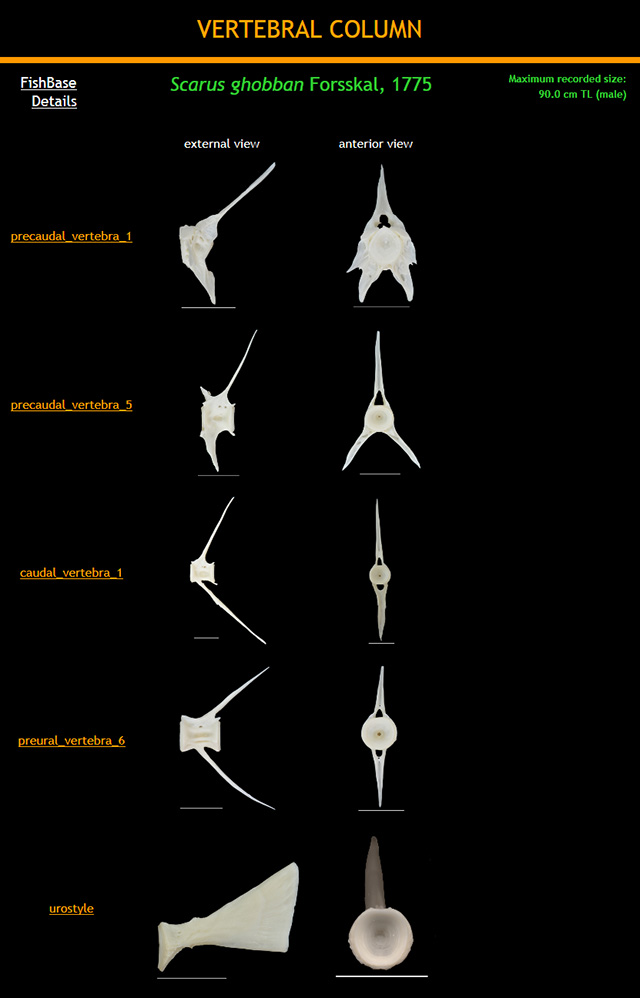 VERTEBRAL COLUMN
FishBase
Details
Scarus ghobban Forsskal, 1775
Maximum recorded size:
90.0 cm TL (male)
external view
anterior view
precaudal_vertebra_1
precaudal_vertebra_5
caudal_vertebra_1
preural_vertebra_6
urostyle